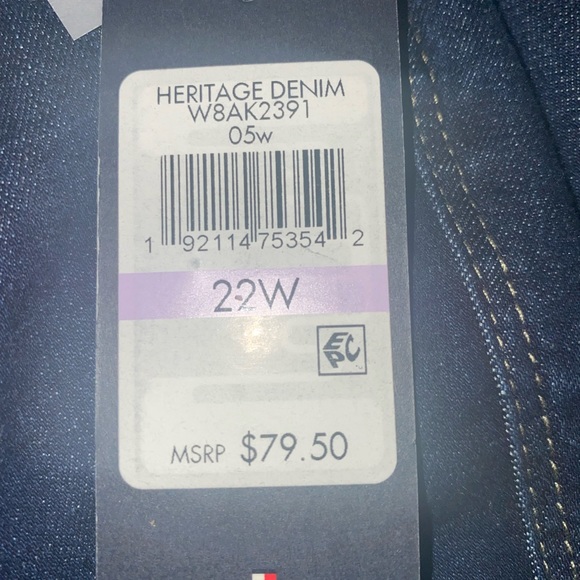 HERITAGE DENIM
W8AK2391
05w
1 92114 75354 2
22W
EPC
MSRP $79.50